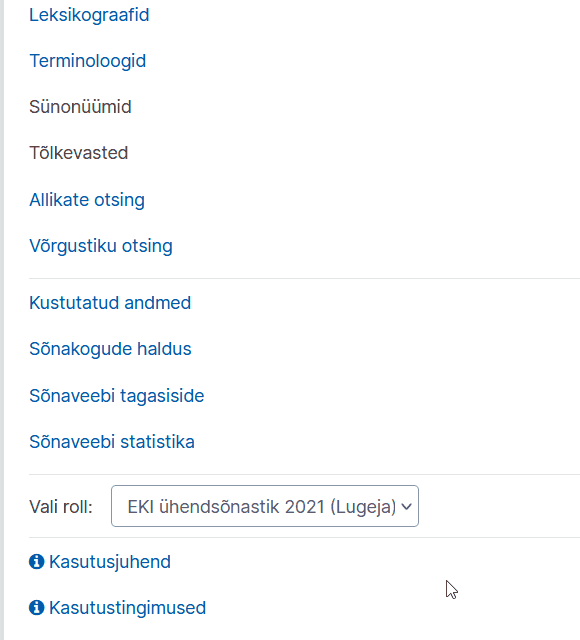 Leksikograafid
Terminoloogid
Sünonüümid
Tõlkevasted
Allikate otsing
Võrgustiku otsing
Kustutatud andmed
Sõnakogude haldus
Sõnaveebi tagasiside
Sõnaveebi statistika
Vali roll: EKI ühendsõnastik 2021 (Lugeja)
Kasutusjuhend
Kasutustingimused